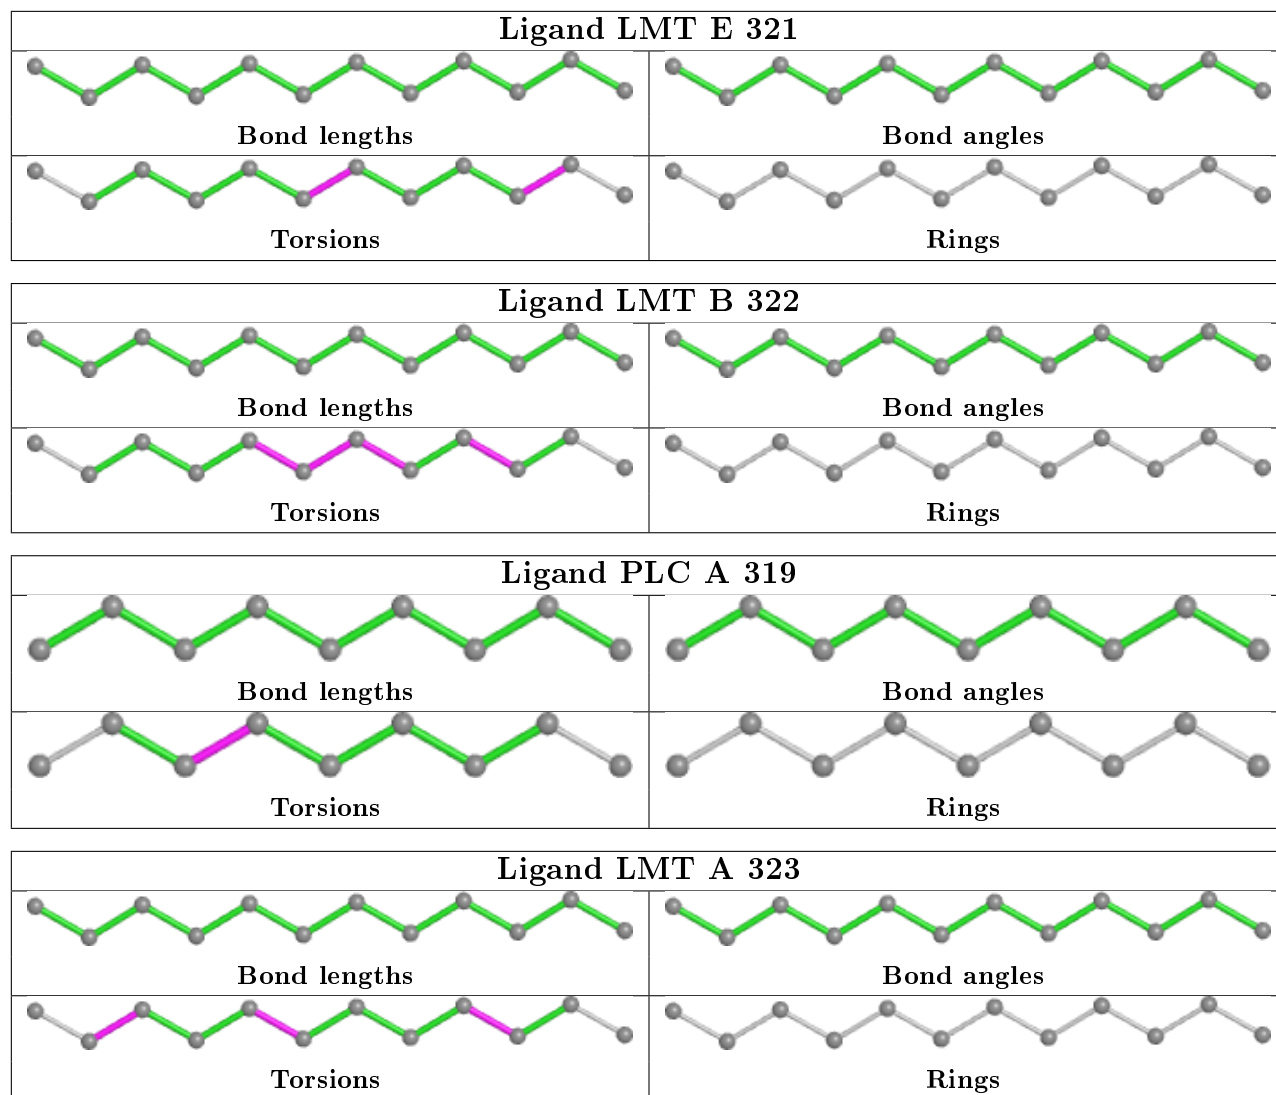 Ligand LMT E 321
Bond lengths Bond angles
Torsions Rings
Ligand LMT B 322
Bond lengths Bond angles
Torsions Rings
Ligand PLC A 319
Bond lengths Bond angles
Torsions Rings
Ligand LMT A 323
Bond lengths Bond angles
Torsions Rings